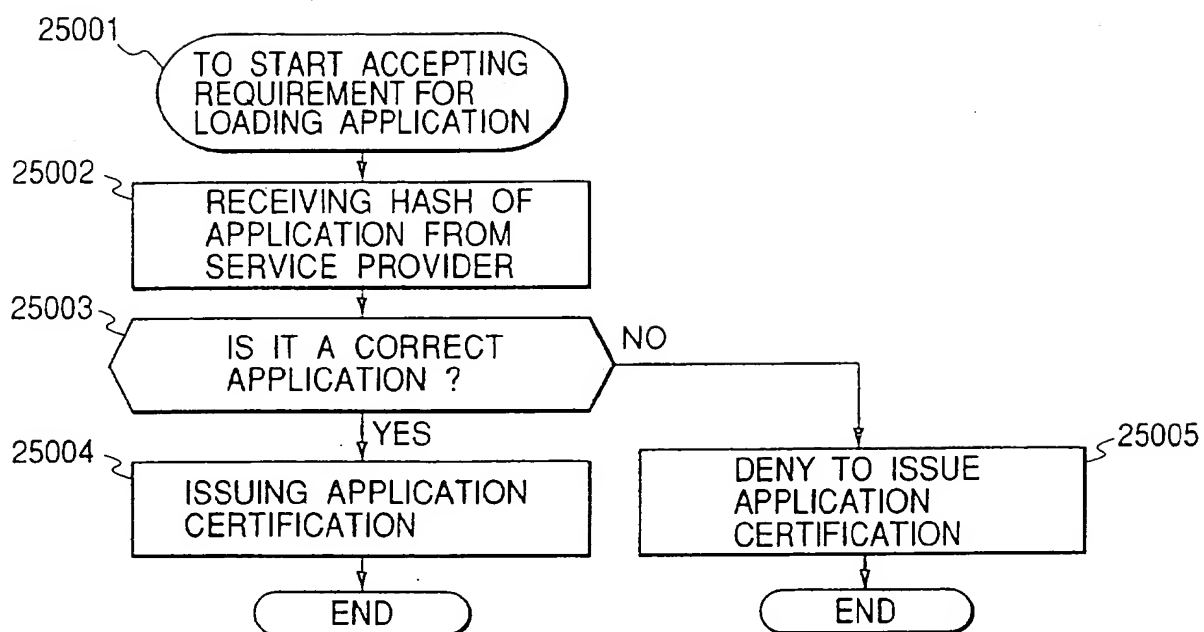 25001
TO START ACCEPTING
REQUIREMENT FOR
LOADING APPLICATION
25002
RECEIVING HASH OF
APPLICATION FROM
SERVICE PROVIDER
25003
IS IT A CORRECT
APPLICATION ?
NO
YES
25004
ISSUING APPLICATION
CERTIFICATION
25005
DENY TO ISSUE
APPLICATION
CERTIFICATION
END
END